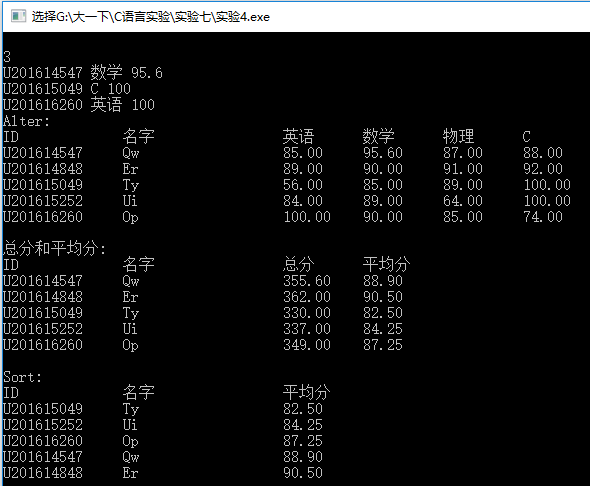 选择G:\大一下\C语言实验\实验七\实验4.exe
3
U201614547 数学 95.6
U201615049 C 100
U201616260 英语 100
Alter:
ID 名字 英语 数学 物理 C
U201614547 Qw 85.00 95.60 87.00 88.00
U201614848 Er 89.00 90.00 91.00 92.00
U201615049 Ty 56.00 85.00 89.00 100.00
U201615252 Ui 84.00 89.00 64.00 100.00
U201616260 Op 100.00 90.00 85.00 74.00
总分和平均分:
ID 名字 总分 平均分
U201614547 Qw 355.60 88.90
U201614848 Er 362.00 90.50
U201615049 Ty 330.00 82.50
U201615252 Ui 337.00 84.25
U201616260 Op 349.00 87.25
Sort:
ID 名字 平均分
U201615049 Ty 82.50
U201615252 Ui 84.25
U201616260 Op 87.25
U201614547 Qw 88.90
U201614848 Er 90.50